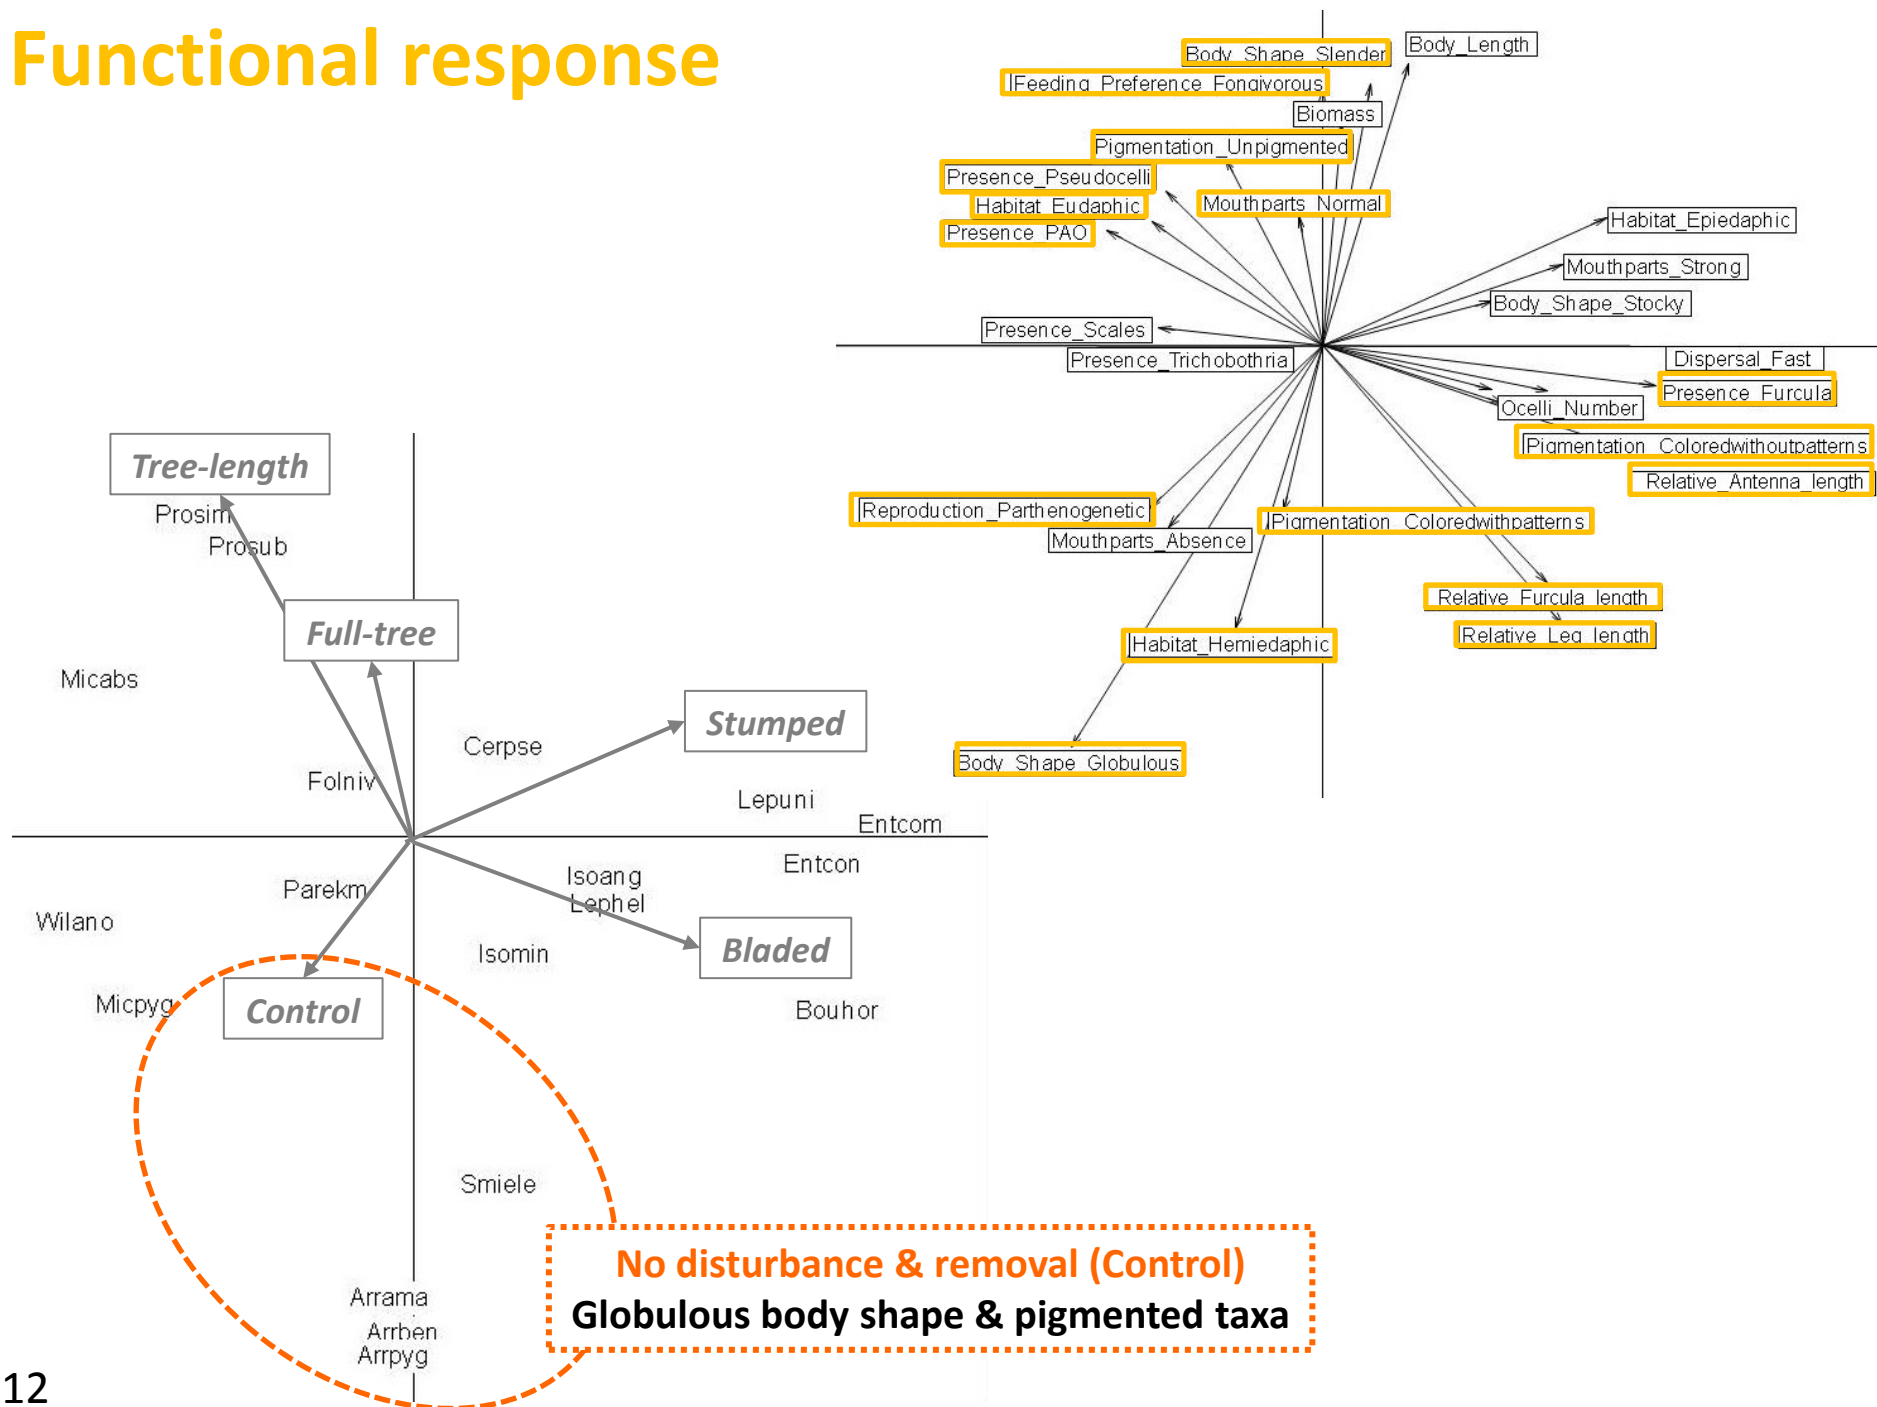 Functional response
Body_Shape_Slender
Body_Length
Feeding_Preference_Fongivorous
Biomass
Pigmentation_Unpigmented
Presence_Pseudocelli
Habitat_Eudaphic
Mouthparts_Normal
Presence_PAO
Habitat_Epiedaphic
Mouthparts_Strong
Body_Shape_Stocky
Presence_Scales
Presence_Trichobothria
Dispersal_Fast
Presence_Furcula
Ocelli_Number
Pigmentation_Coloredwithoutpatterns
Relative_Antenna_length
Reproduction_Parthenogenetic
Pigmentation_Coloredwithpatterns
Mouthparts_Absence
Relative_Furcula_length
Relative_Leg_length
Habitat_Hemiedaphic
Body_Shape_Globulous
Tree-length
Prosim
Prosub
Full-tree
Micabs
Stumped
Cerpse
Folniv
Lepuni
Entcom
Entcon
Isoang
Parekm
Lephel
Wilano
Isomin
Bladed
Micpyg
Control
Bouhor
Smiele
No disturbance & removal (Control)
Globulous body shape & pigmented taxa
Arrama
Arrben
Arrpyg
12